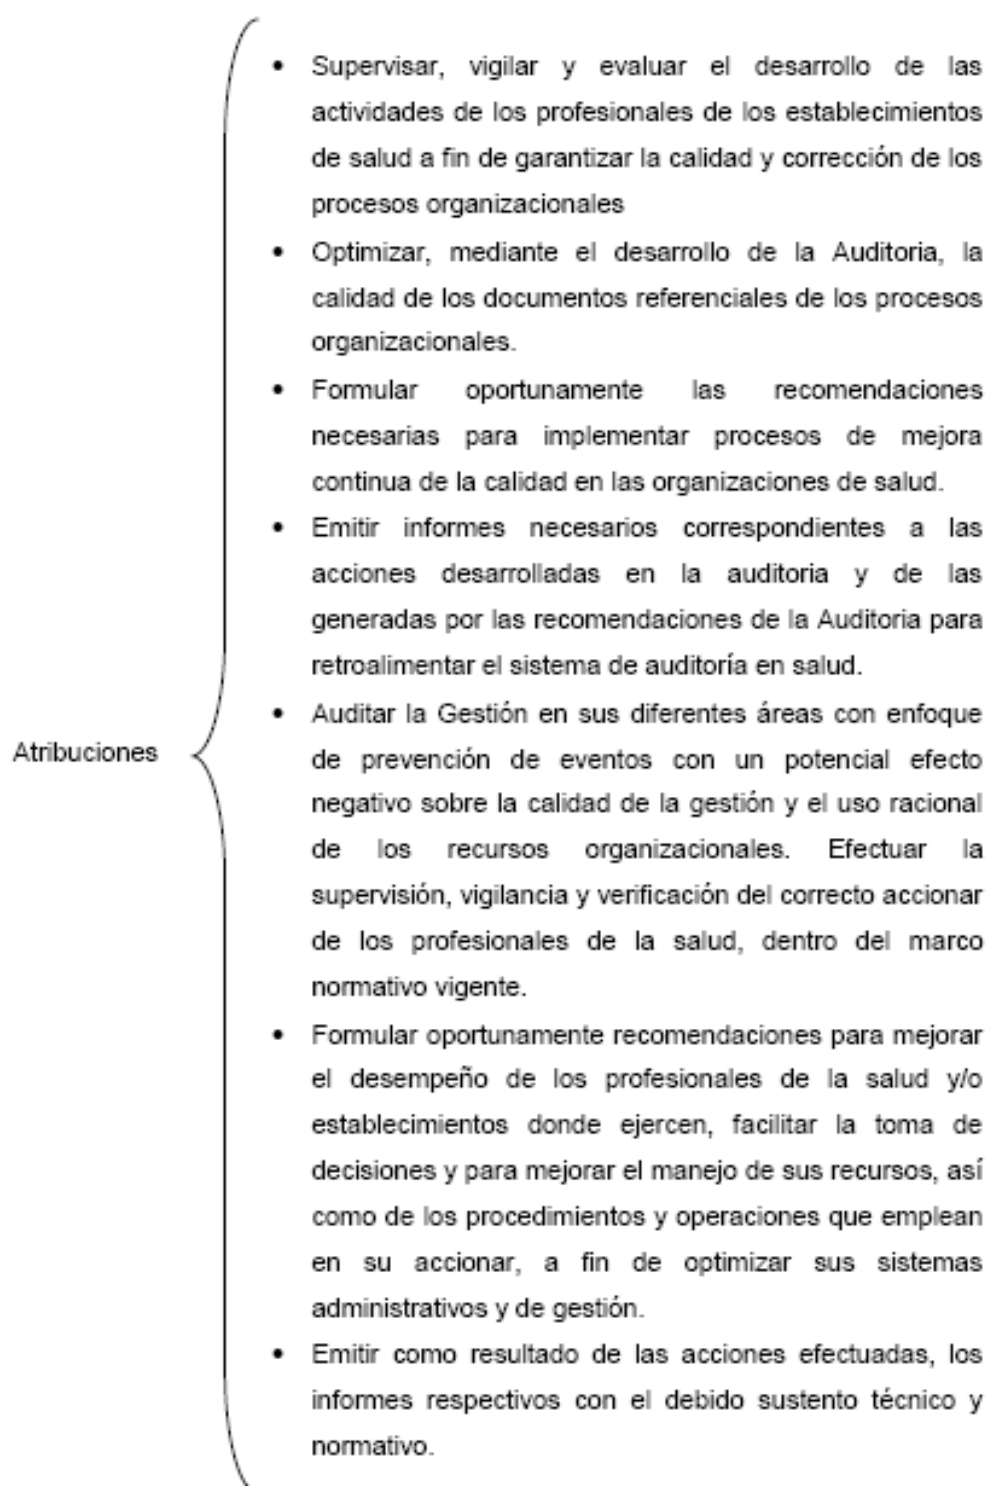 Atribuciones
• Supervisar, vigilar y evaluar el desarrollo de las
actividades de los profesionales de los establecimientos
de salud a fin de garantizar la calidad y corrección de los
procesos organizacionales
• Optimizar, mediante el desarrollo de la Auditoria, la
calidad de los documentos referenciales de los procesos
organizacionales.
• Formular oportunamente las recomendaciones
necesarias para implementar procesos de mejora
continua de la calidad en las organizaciones de salud.
• Emitir informes necesarios correspondientes a las
acciones desarrolladas en la auditoria y de las
generadas por las recomendaciones de la Auditoria para
retroalimentar el sistema de auditoría en salud.
• Auditar la Gestión en sus diferentes áreas con enfoque
de prevención de eventos con un potencial efecto
negativo sobre la calidad de la gestión y el uso racional
de los recursos organizacionales. Efectuar la
supervisión, vigilancia y verificación del correcto accionar
de los profesionales de la salud, dentro del marco
normativo vigente.
• Formular oportunamente recomendaciones para mejorar
el desempeño de los profesionales de la salud y/o
establecimientos donde ejercen, facilitar la toma de
decisiones y para mejorar el manejo de sus recursos, así
como de los procedimientos y operaciones que emplean
en su accionar, a fin de optimizar sus sistemas
administrativos y de gestión.
• Emitir como resultado de las acciones efectuadas, los
informes respectivos con el debido sustento técnico y
normativo.